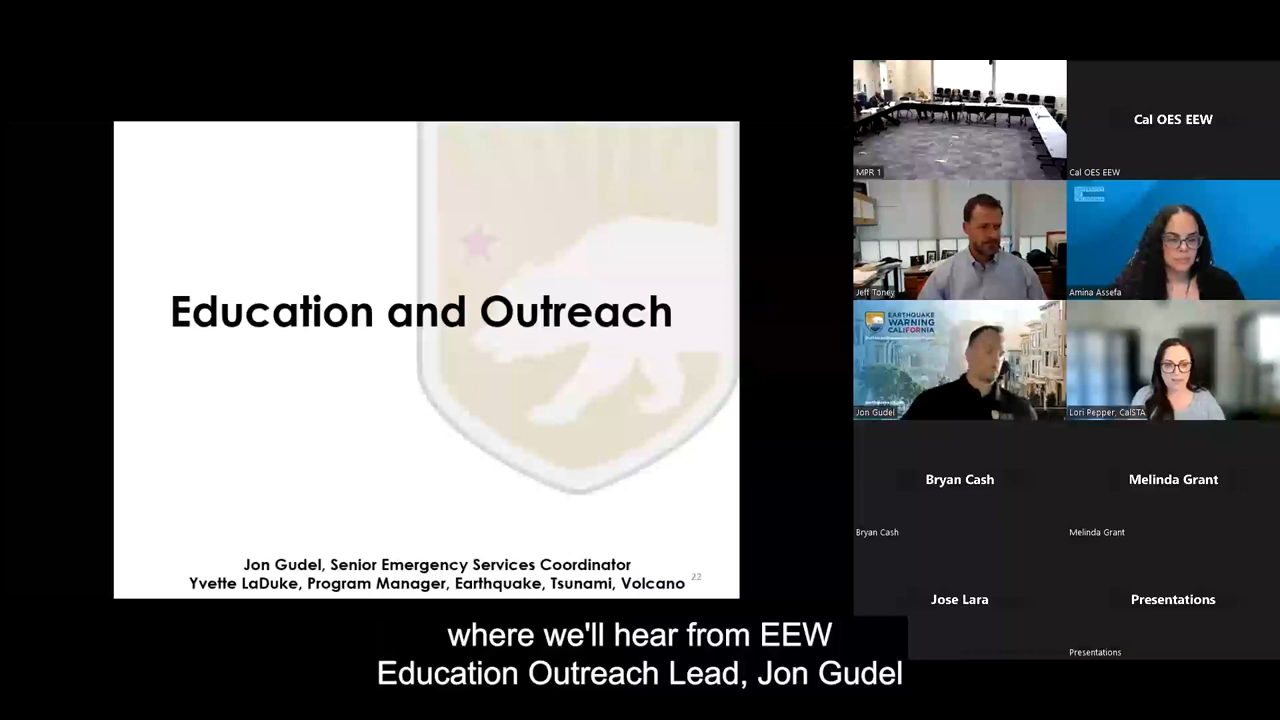 Education and Outreach
Jon Gudel, Senior Emergency Services Coordinator
Yvette LaDuke, Program Manager, Earthquake, Tsunami, Volcano
22
MPR 1
Cal OES EEW
Cal OES EEW
Jeff Toney
Amina Assefa
EARTHQUAKE
WARNING
CALIFORNIA
Jon Gudel
Lori Pepper, CalSTA
Bryan Cash
Bryan Cash
Melinda Grant
Melinda Grant
Jose Lara
Presentations
Presentations
where we'll hear from EEW
Education Outreach Lead, Jon Gudel